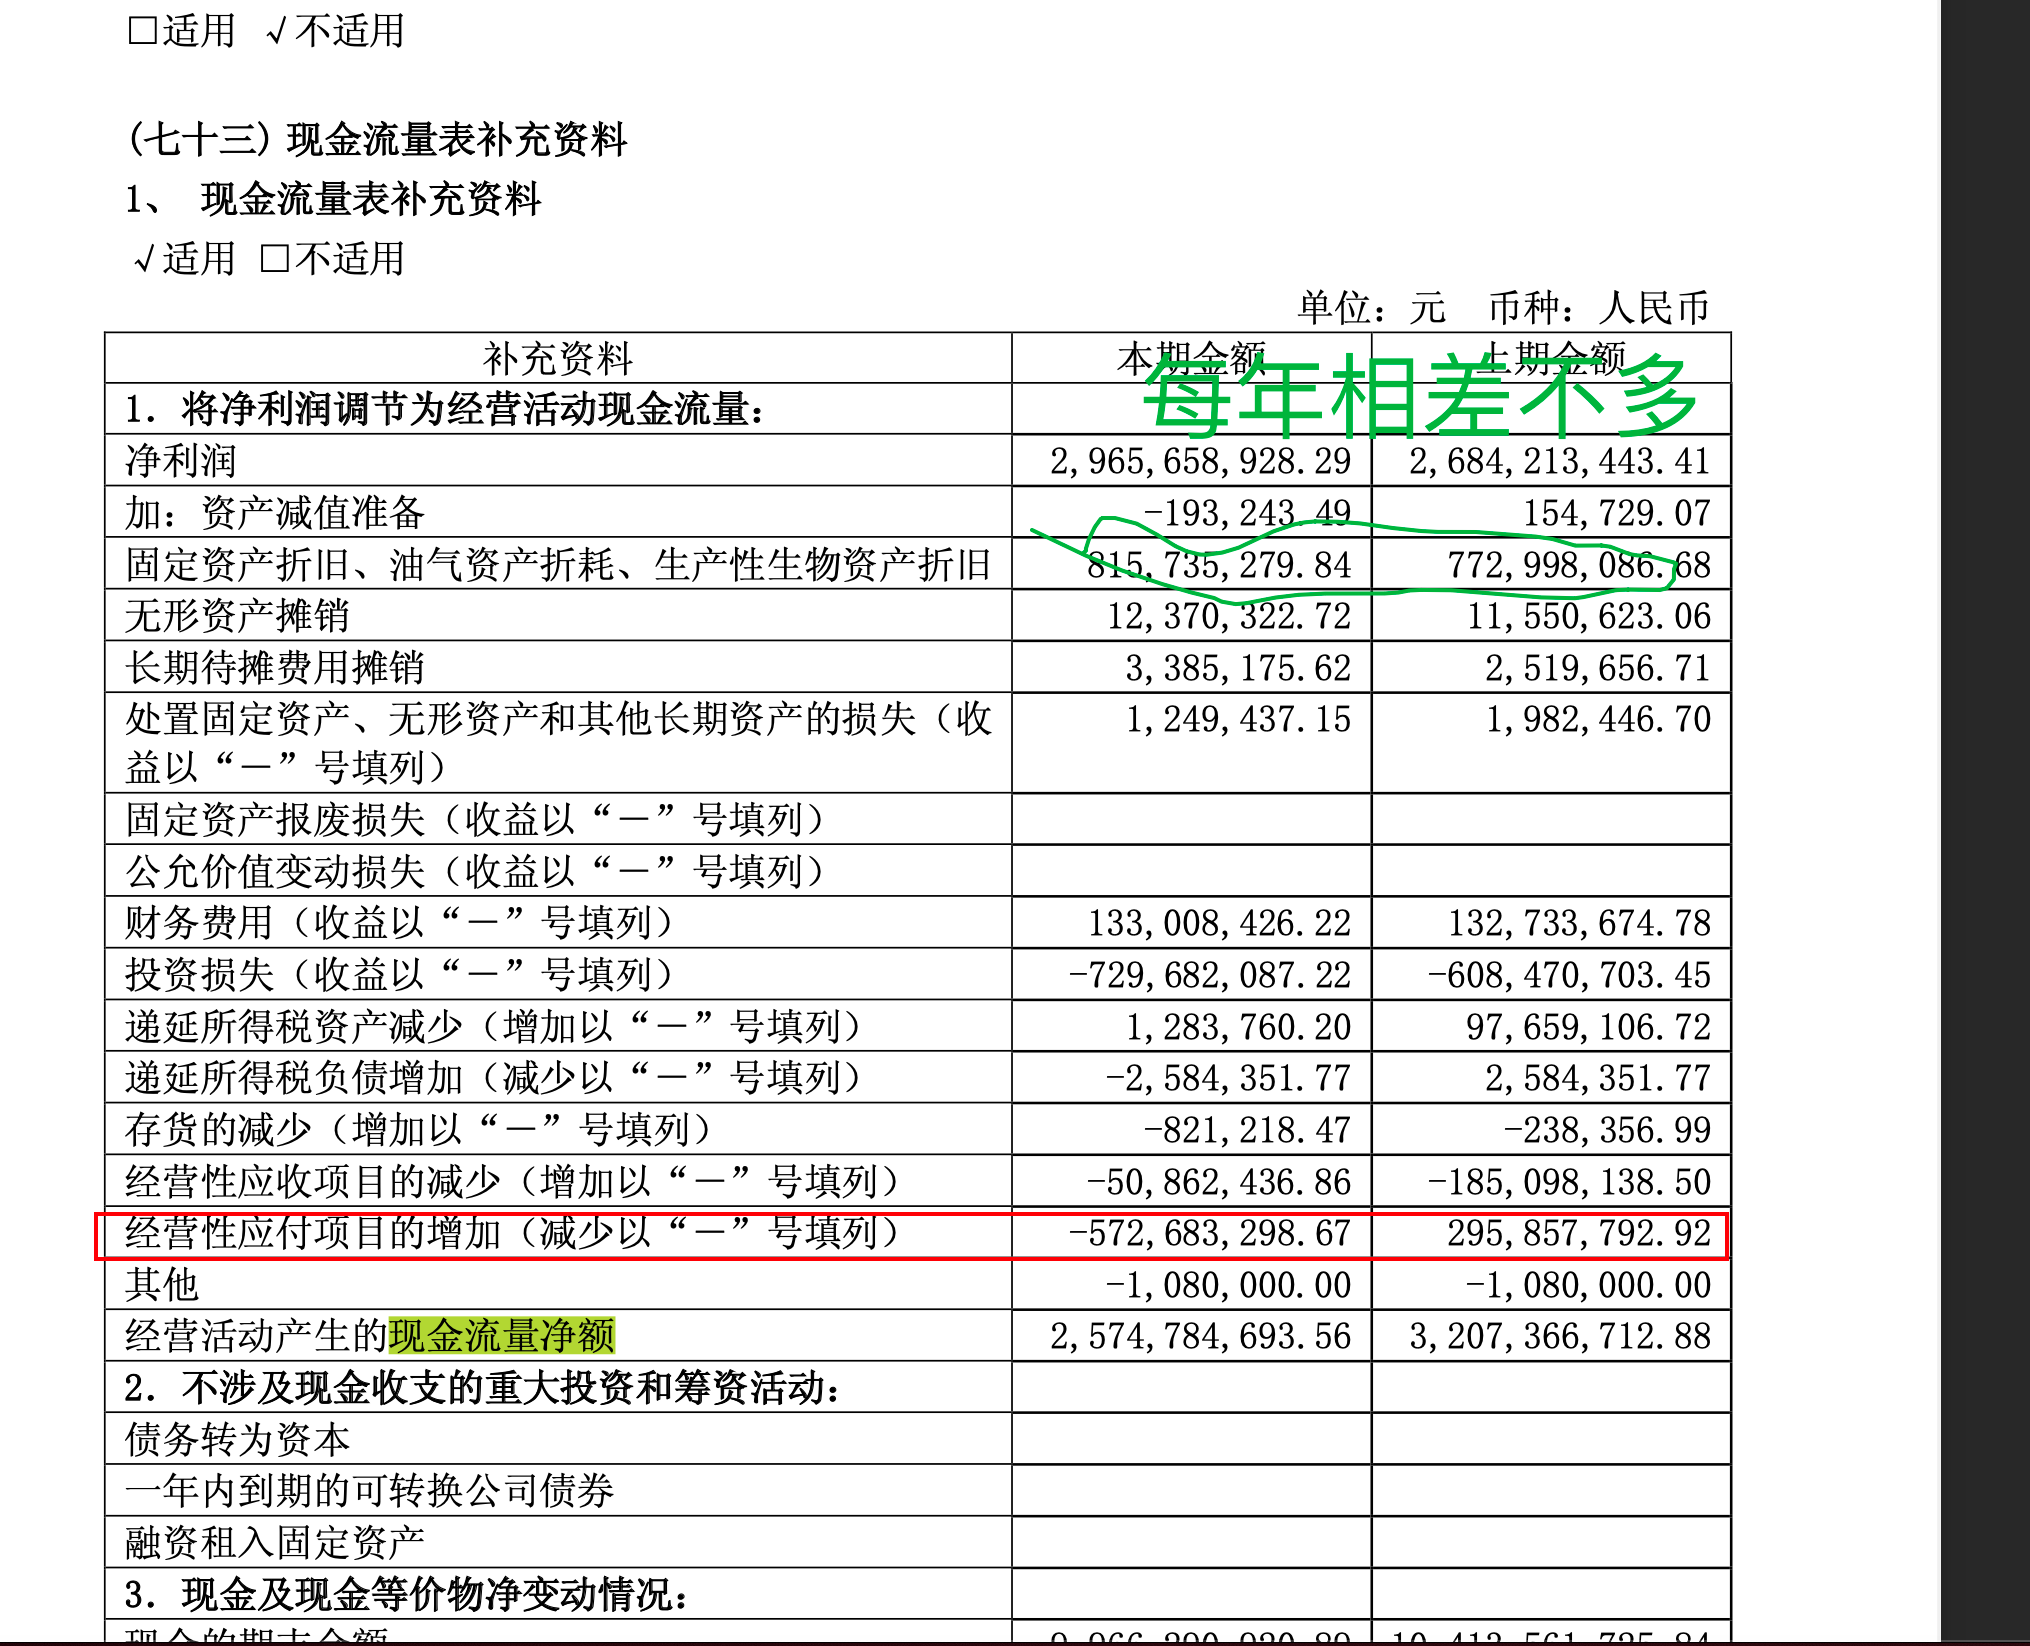 □适用 √不适用
(七十三) 现金流量表补充资料
1、 现金流量表补充资料
√适用 □不适用
单位：元 币种：人民币
补充资料 本期金额 上期金额
每年相差不多
1．将净利润调节为经营活动现金流量：
净利润 2,965,658,928.29 2,684,213,443.41
加：资产减值准备 -193,243.49 154,729.07
固定资产折旧、油气资产折耗、生产性生物资产折旧 815,735,279.84 772,998,086.68
无形资产摊销 12,370,322.72 11,550,623.06
长期待摊费用摊销 3,385,175.62 2,519,656.71
处置固定资产、无形资产和其他长期资产的损失（收 1,249,437.15 1,982,446.70
益以“－”号填列）
固定资产报废损失（收益以“－”号填列）
公允价值变动损失（收益以“－”号填列）
财务费用（收益以“－”号填列） 133,008,426.22 132,733,674.78
投资损失（收益以“－”号填列） -729,682,087.22 -608,470,703.45
递延所得税资产减少（增加以“－”号填列） 1,283,760.20 97,659,106.72
递延所得税负债增加（减少以“－”号填列） -2,584,351.77 2,584,351.77
存货的减少（增加以“－”号填列） -821,218.47 -238,356.99
经营性应收项目的减少（增加以“－”号填列） -50,862,436.86 -185,098,138.50
经营性应付项目的增加（减少以“－”号填列） -572,683,298.67 295,857,792.92
其他 -1,080,000.00 -1,080,000.00
经营活动产生的现金流量净额 2,574,784,693.56 3,207,366,712.88
2．不涉及现金收支的重大投资和筹资活动：
债务转为资本
一年内到期的可转换公司债券
融资租入固定资产
3．现金及现金等价物净变动情况：